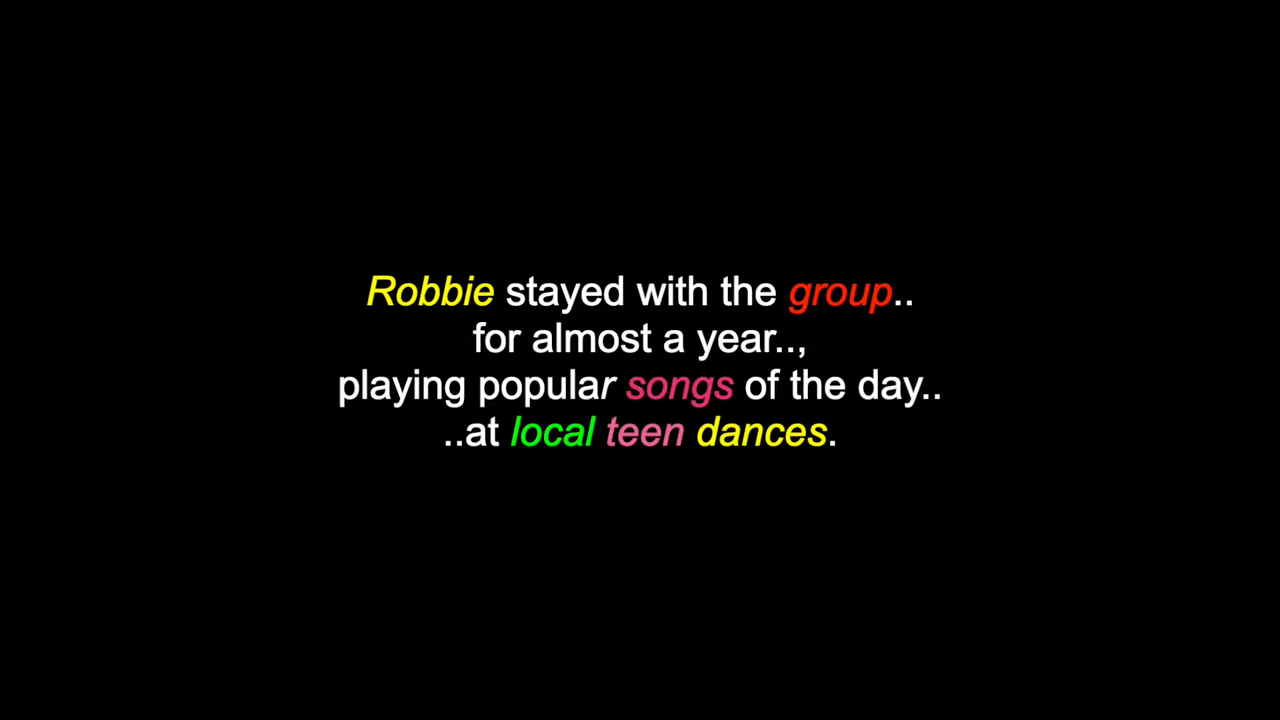 Robbie stayed with the group..
for almost a year..,
playing popular songs of the day..
..at local teen dances.